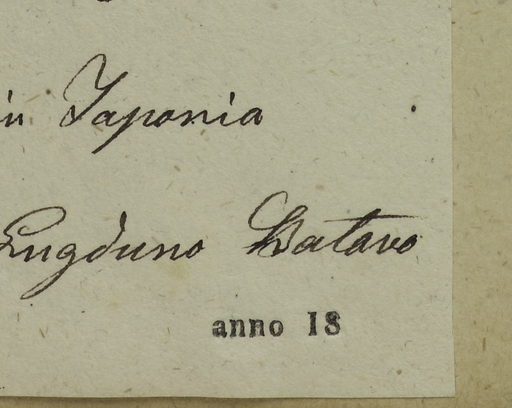 in Japonia
Lugduno Batavo
anno 18